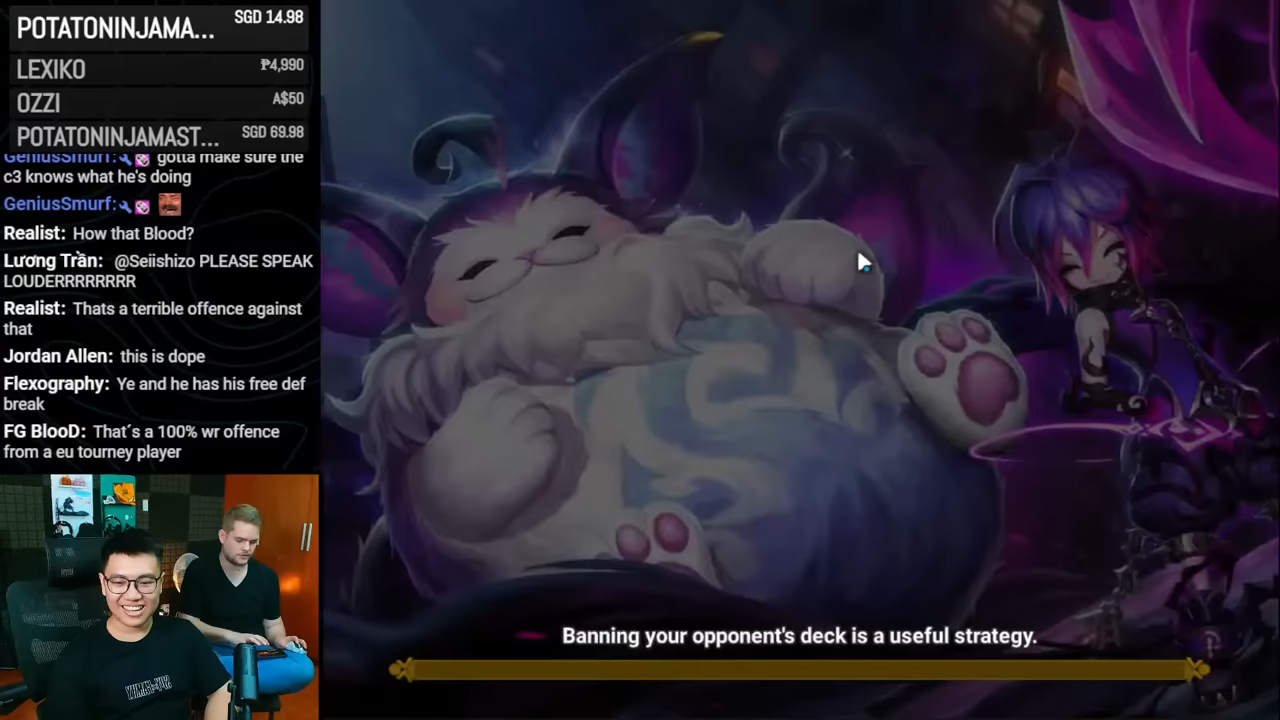 POTATONINJAMA... SGD 14.98
LEXIKO ₱4,990
OZZI A$50
POTATONINJAMAST... SGD 69.98
GeniusSmurf: gotta make sure the
c3 knows what he's doing
GeniusSmurf:
Realist: How that Blood?
Lương Trần: @Seiishizo PLEASE SPEAK
LOUDERRRRRRRR
Realist: Thats a terrible offence against
that
Jordan Allen: this is dope
Flexography: Ye and he has his free def
break
FG BlooD: That´s a 100% wr offence
from a eu tourney player
Banning your opponent's deck is a useful strategy.